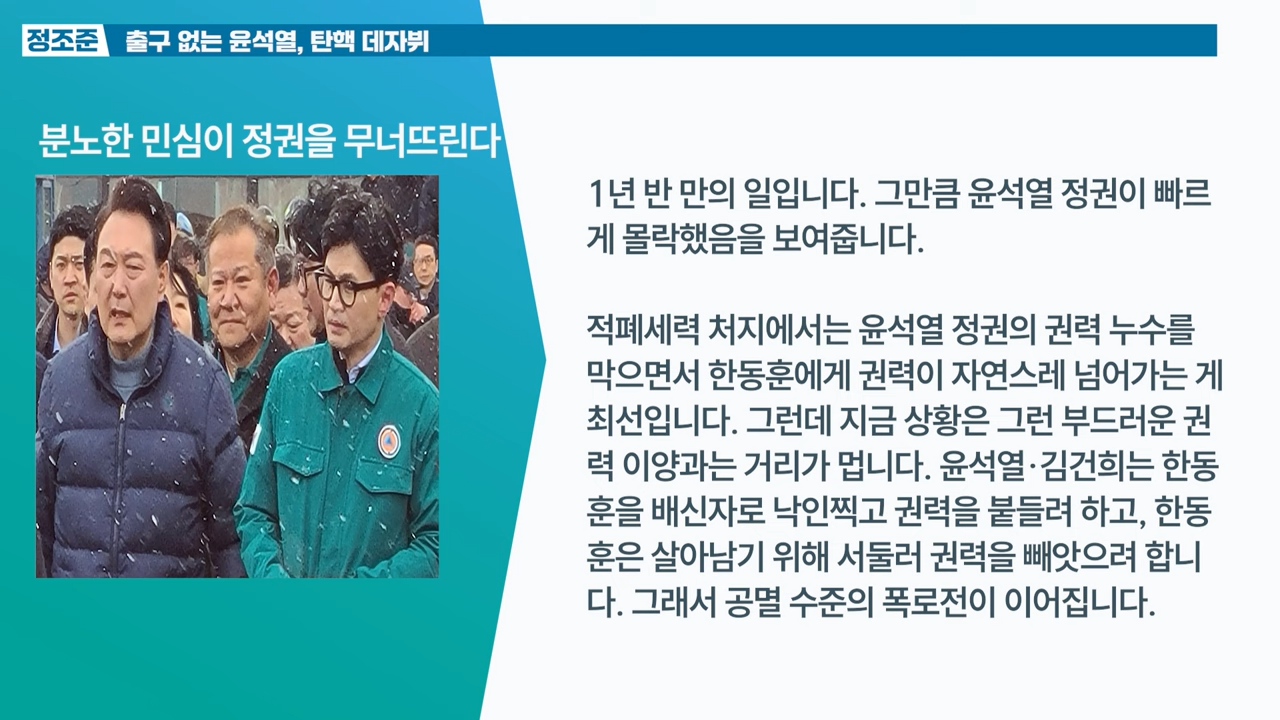 정조준
출구 없는 윤석열, 탄핵 데자뷔
분노한 민심이 정권을 무너뜨린다
1년 반 만의 일입니다. 그만큼 윤석열 정권이 빠르
게 몰락했음을 보여줍니다.
적폐세력 처지에서는 윤석열 정권의 권력 누수를
막으면서 한동훈에게 권력이 자연스레 넘어가는 게
최선입니다. 그런데 지금 상황은 그런 부드러운 권
력 이양과는 거리가 멉니다. 윤석열·김건희는 한동
훈을 배신자로 낙인찍고 권력을 붙들려 하고, 한동
훈은 살아남기 위해 서둘러 권력을 빼앗으려 합니
다. 그래서 공멸 수준의 폭로전이 이어집니다.